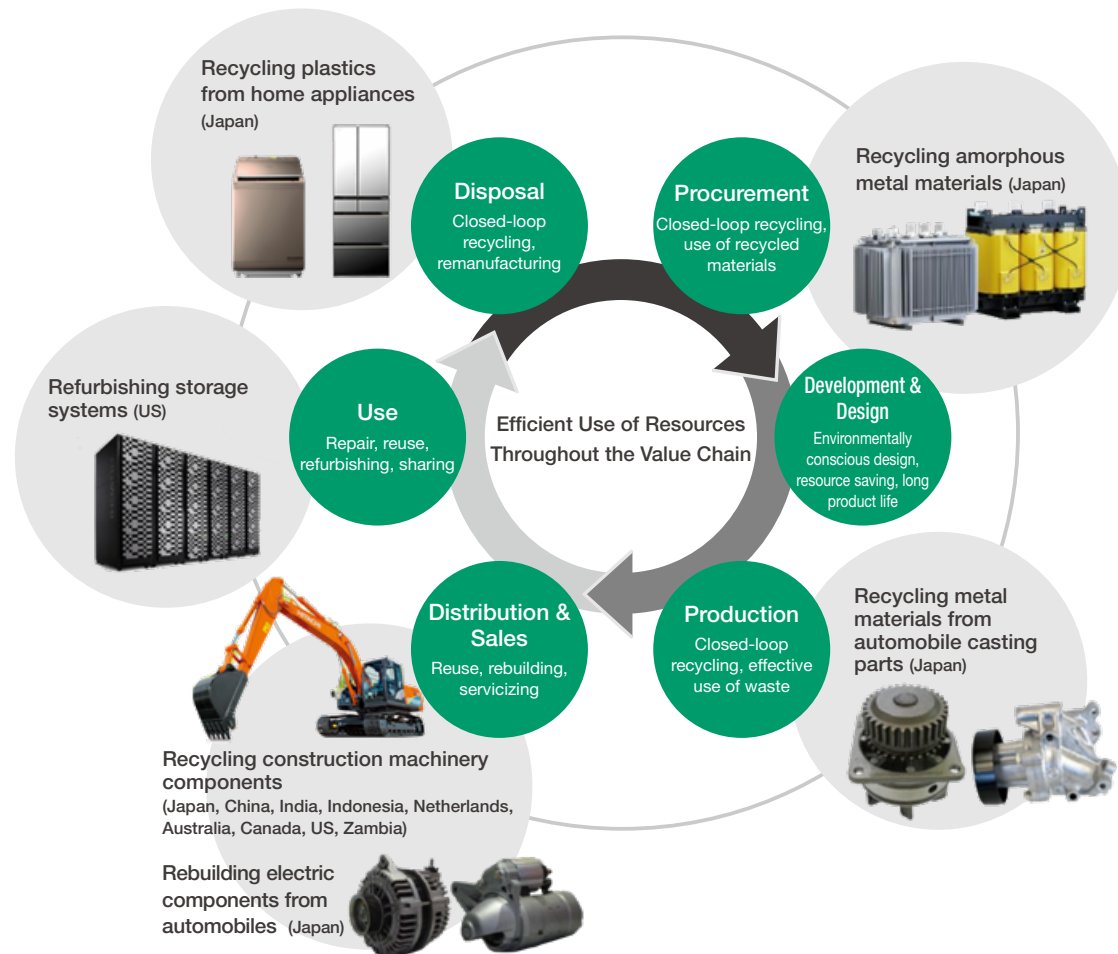 Recycling plastics
from home appliances
(Japan)
Disposal
Closed-loop
recycling,
remanufacturing
Procurement
Closed-loop recycling,
use of recycled
materials
Recycling amorphous
metal materials (Japan)
Refurbishing storage
systems (US)
Use
Repair, reuse,
refurbishing, sharing
Efficient Use of Resources
Throughout the Value Chain
Development &
Design
Environmentally
conscious design,
resource saving, long
product life
Distribution &
Sales
Reuse, rebuilding,
servicizing
Production
Closed-loop
recycling, effective
use of waste
Recycling metal
materials from
automobile casting
parts (Japan)
Recycling construction machinery
components
(Japan, China, India, Indonesia, Netherlands,
Australia, Canada, US, Zambia)
Rebuilding electric
components from
automobiles (Japan)